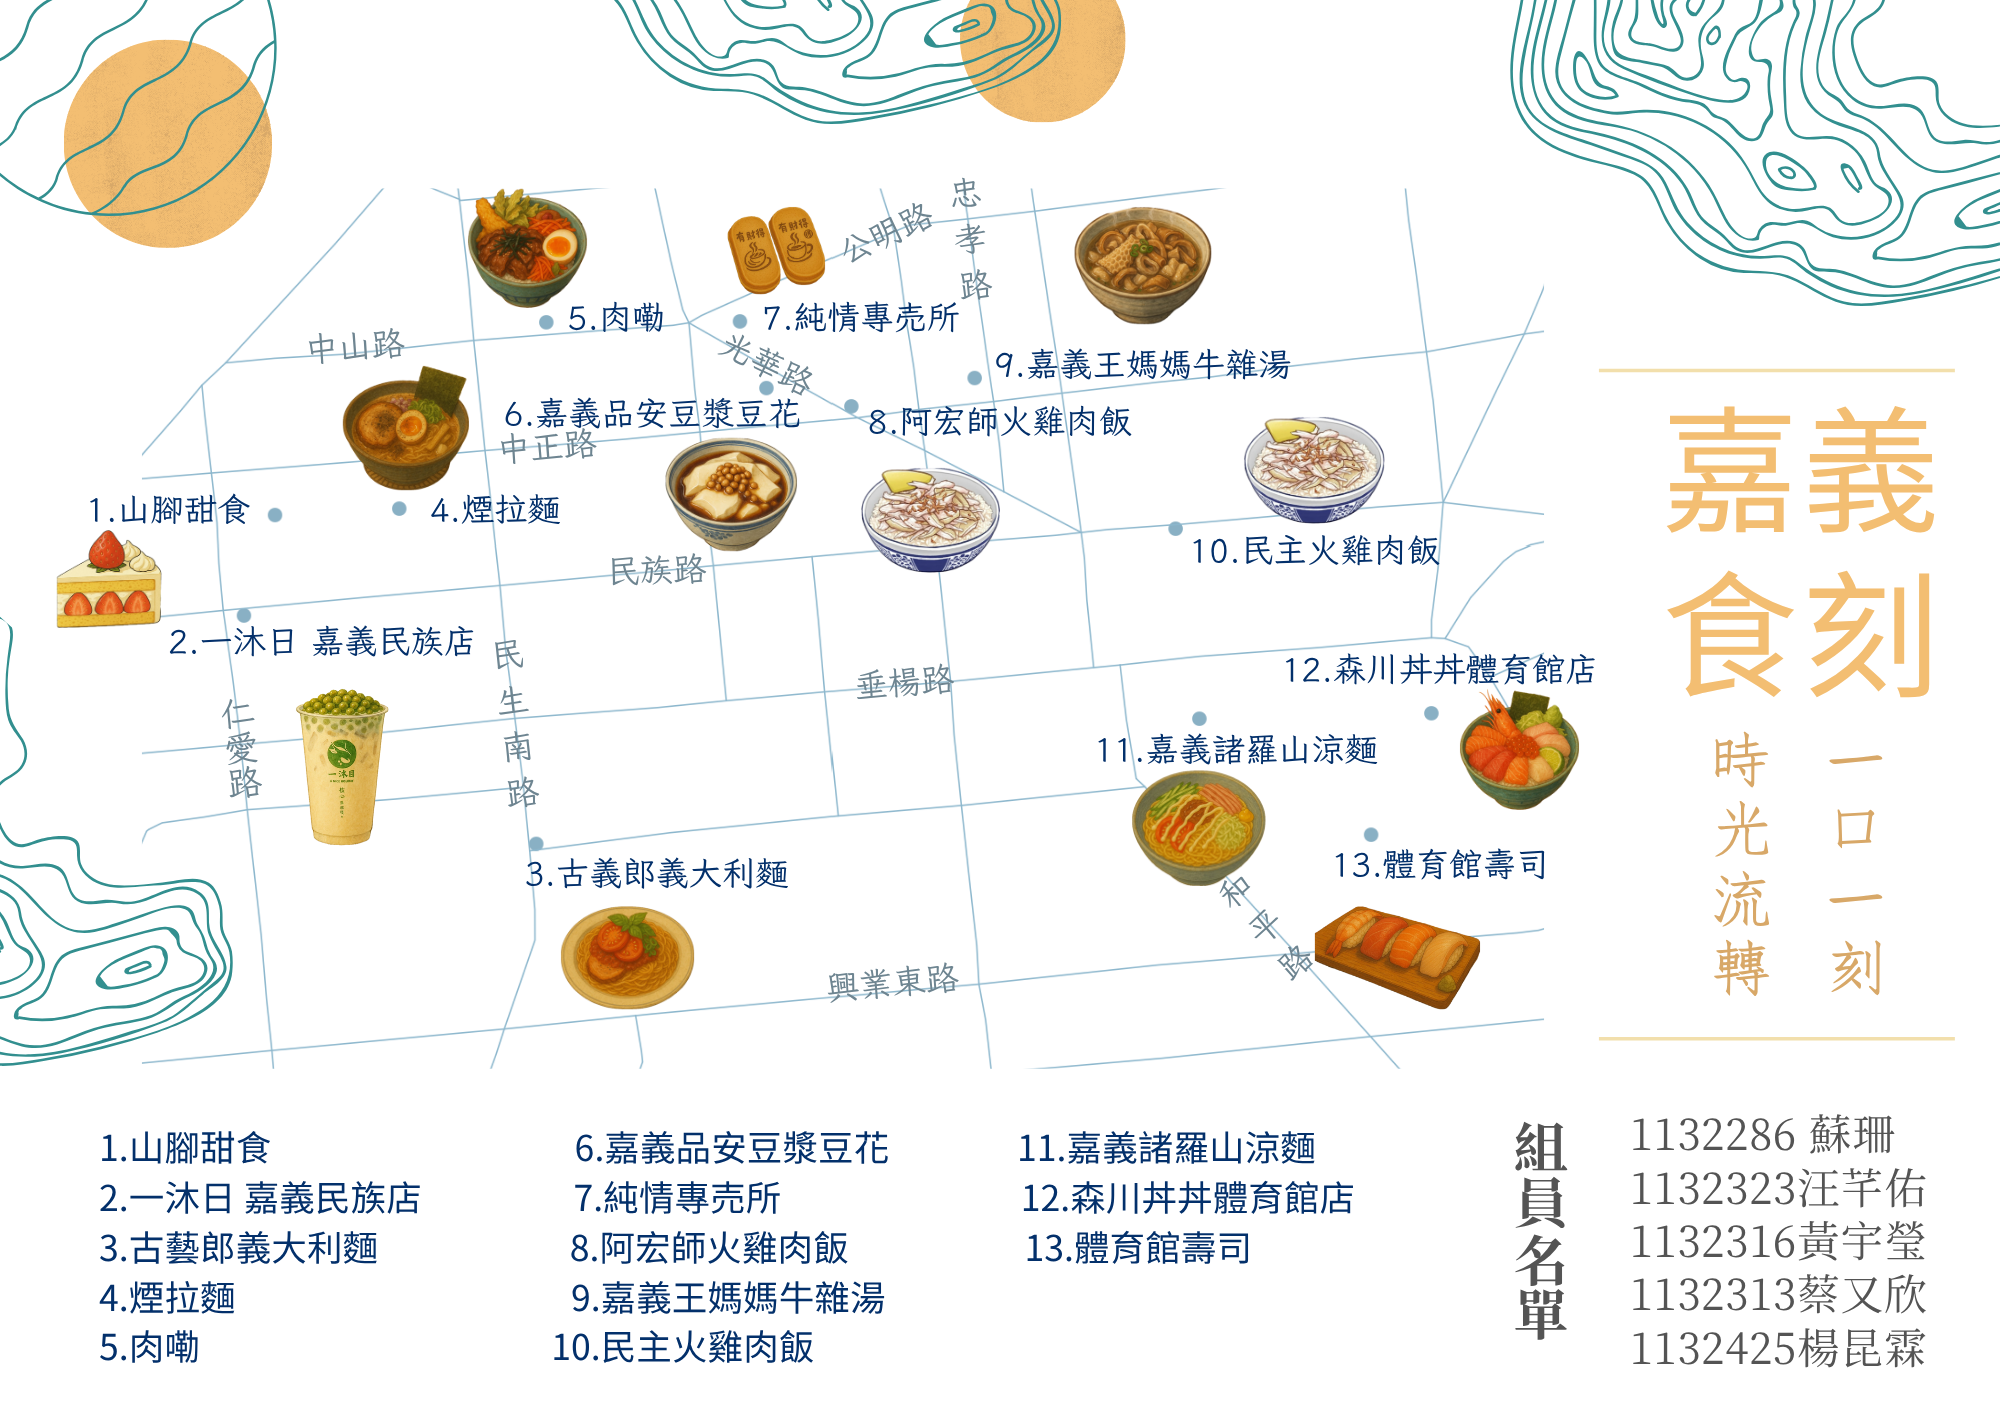 忠孝路
公明路
5.肉嘞
7.純情專売所
中山路
光華路
9.嘉義王媽媽牛雜湯
6.嘉義品安豆漿豆花
8.阿宏師火雞肉飯
中正路
1.山腳甜食
4.煙拉麵
10.民主火雞肉飯
民族路
2.一沐日 嘉義民族店
民生南路
垂楊路
12.森川丼丼體育館店
仁愛路
一沐日
11.嘉義諸羅山涼麵
3.古義郎義大利麵
13.體育館壽司
和平路
興業東路
有財得
有財得
嘉義
食刻
一口一刻
時光流轉
1.山腳甜食
2.一沐日 嘉義民族店
3.古藝郎義大利麵
4.煙拉麵
5.肉嘞
6.嘉義品安豆漿豆花
7.純情專売所
8.阿宏師火雞肉飯
9.嘉義王媽媽牛雜湯
10.民主火雞肉飯
11.嘉義諸羅山涼麵
12.森川丼丼體育館店
13.體育館壽司
組員名單
1132286 蘇珊
1132323汪芊佑
1132316黃宇瑩
1132313蔡又欣
1132425楊昆霖